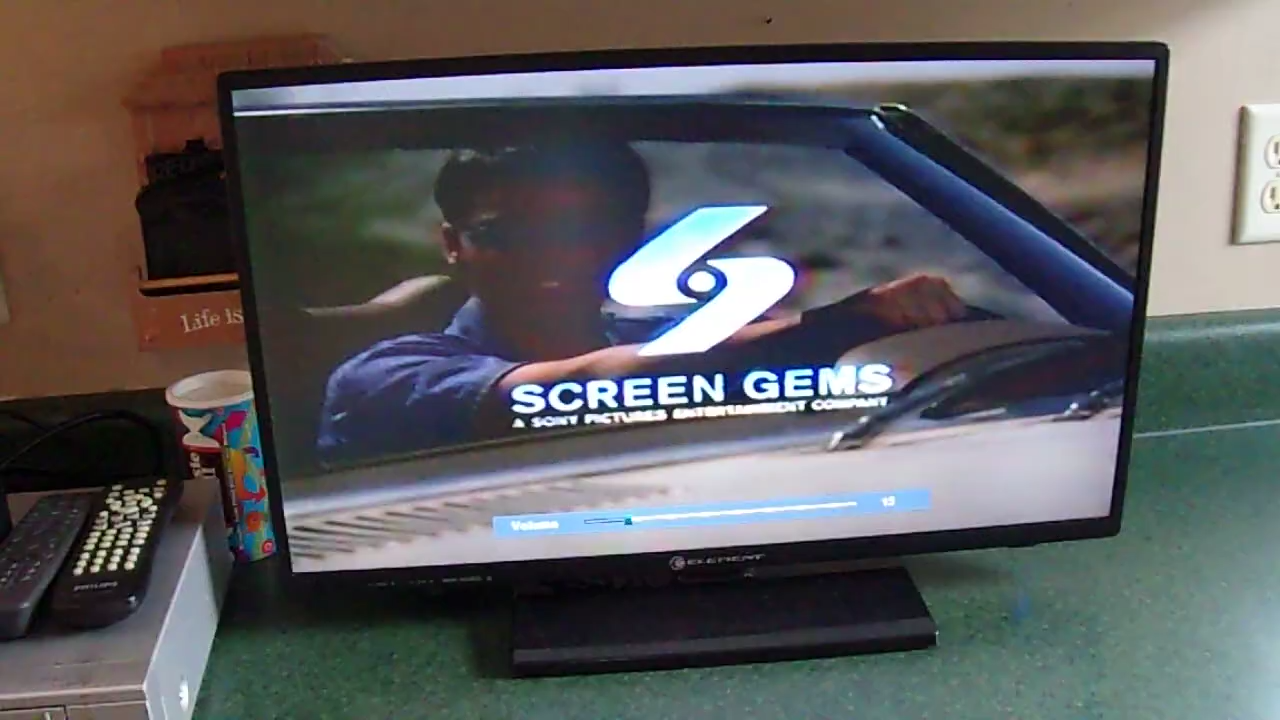 Life is
SCREEN GEMS
A SONY PICTURES ENTERTAINMENT COMPANY
Volume 15
ELEMENT
PHILIPS